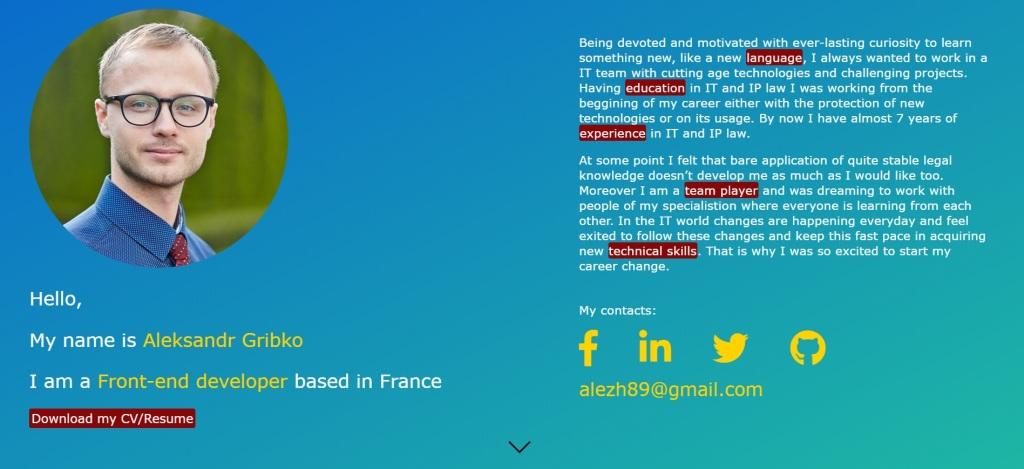 Hello,
My name is Aleksandr Gribko
I am a Front-end developer based in France
Download my CV/Resume
Being devoted and motivated with ever-lasting curiosity to learn
something new, like a new language, I always wanted to work in a
IT team with cutting age technologies and challenging projects.
Having education in IT and IP law I was working from the
beggining of my career either with the protection of new
technologies or on its usage. By now I have almost 7 years of
experience in IT and IP law.
At some point I felt that bare application of quite stable legal
knowledge doesn't develop me as much as I would like too.
Moreover I am a team player and was dreaming to work with
people of my specialistion where everyone is learning from each
other. In the IT world changes are happening everyday and feel
exited to follow these changes and keep this fast pace in acquiring
new technical skills. That is why I was so excited to start my
career change.
My contacts:
alezh89@gmail.com